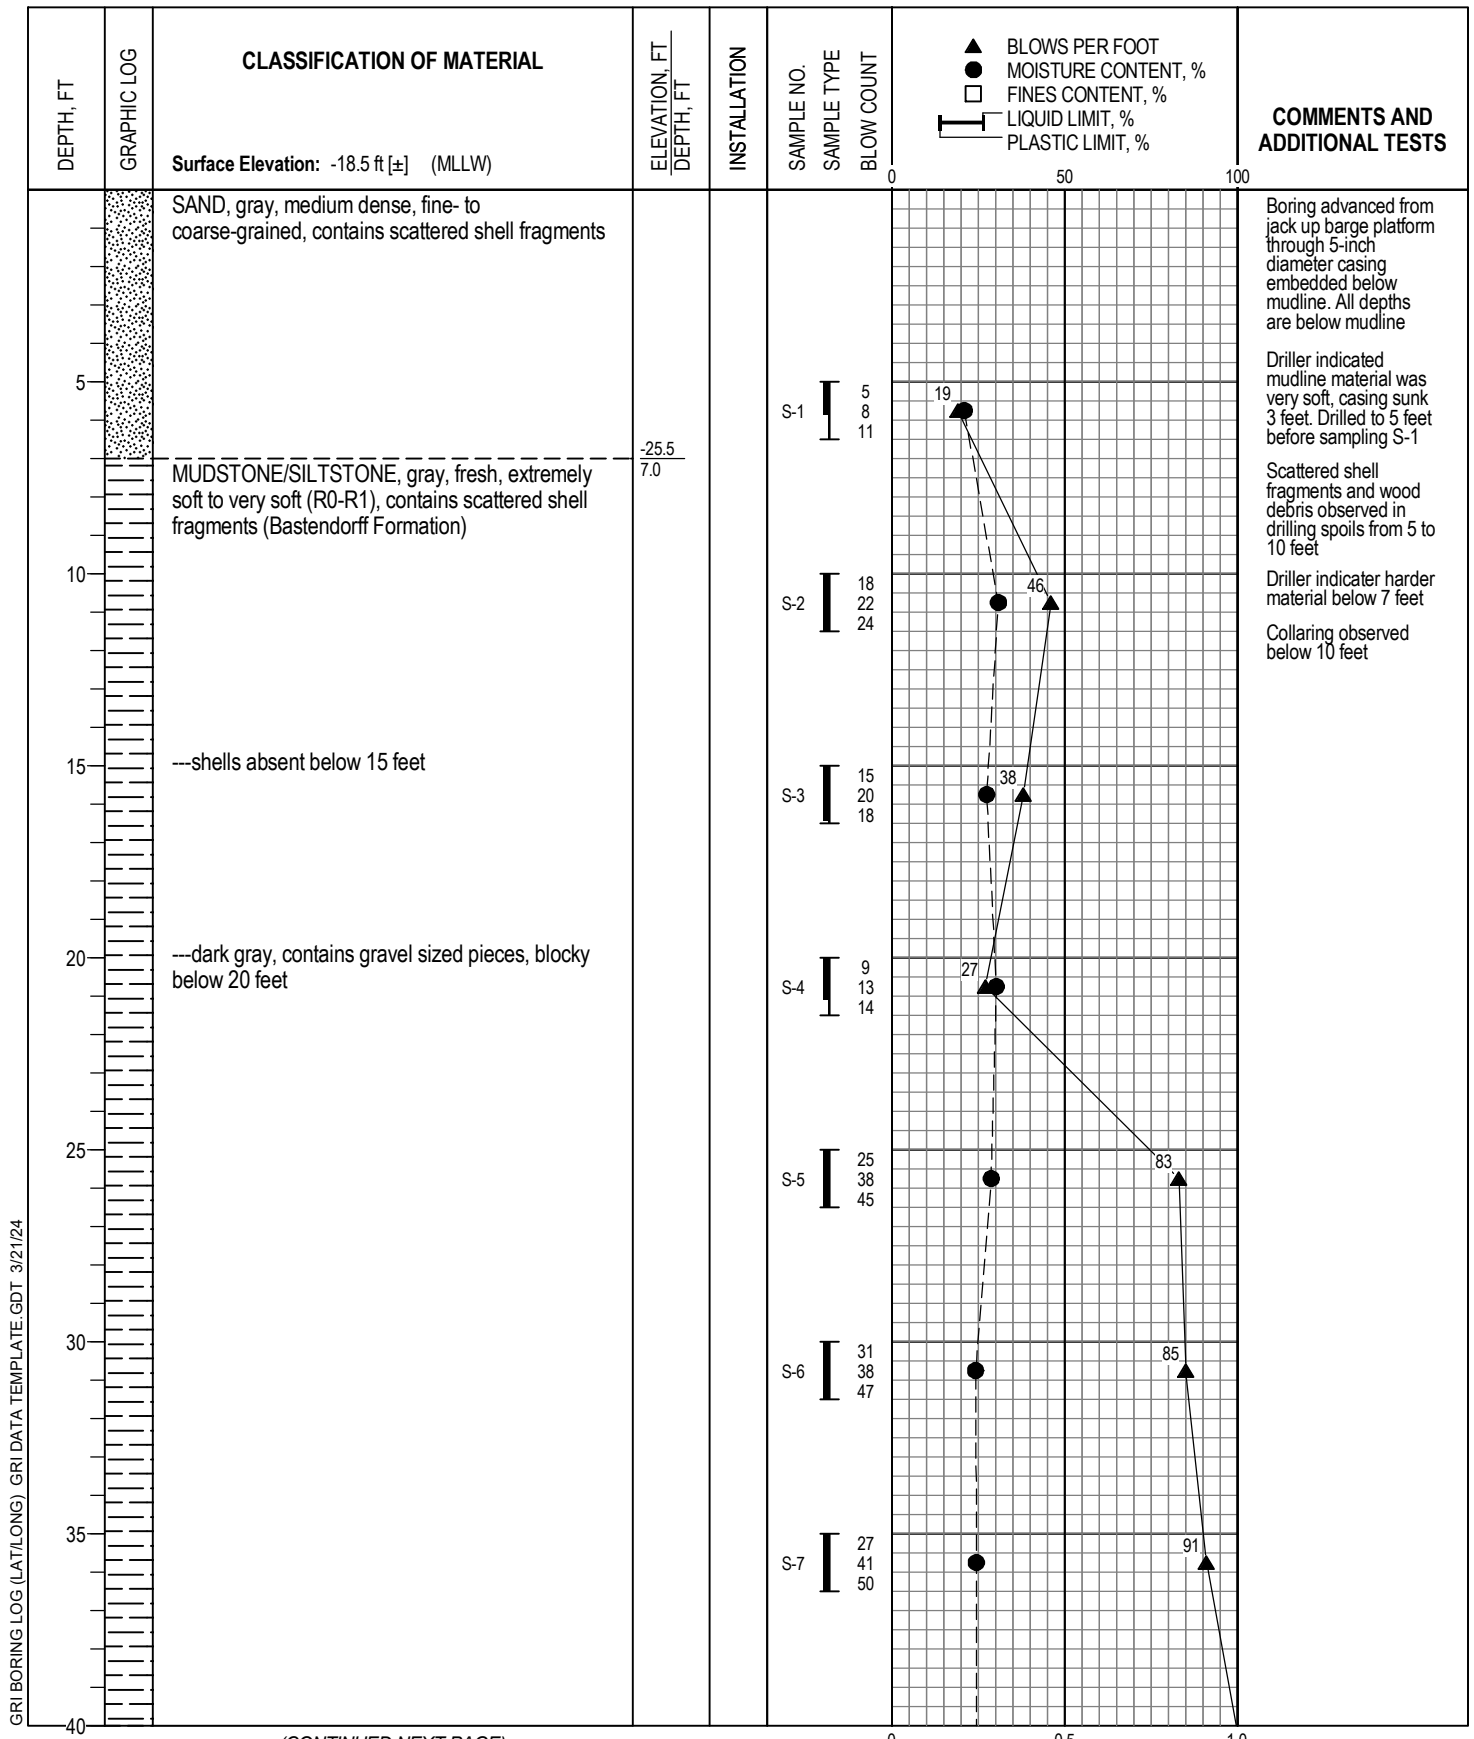 DEPTH, FT
GRAPHIC LOG
CLASSIFICATION OF MATERIAL
Surface Elevation: -18.5 ft [±] (MLLW)
ELEVATION, FT
DEPTH, FT
INSTALLATION
SAMPLE NO.
SAMPLE TYPE
BLOW COUNT
BLOWS PER FOOT
MOISTURE CONTENT, %
FINES CONTENT, %
LIQUID LIMIT, %
PLASTIC LIMIT, %
0 50 100
COMMENTS AND
ADDITIONAL TESTS
SAND, gray, medium dense, fine- to
coarse-grained, contains scattered shell fragments
Boring advanced from
jack up barge platform
through 5-inch
diameter casing
embedded below
mudline. All depths
are below mudline
Driller indicated
mudline material was
very soft, casing sunk
3 feet. Drilled to 5 feet
before sampling S-1
5
S-1
5
8
11
19
-25.5
7.0
MUDSTONE/SILTSTONE, gray, fresh, extremely
soft to very soft (R0-R1), contains scattered shell
fragments (Bastendorff Formation)
Scattered shell
fragments and wood
debris observed in
drilling spoils from 5 to
10 feet
Driller indicater harder
material below 7 feet
Collaring observed
below 10 feet
10
S-2
18
22
24
46
15
---shells absent below 15 feet
S-3
15
20
18
38
20
---dark gray, contains gravel sized pieces, blocky
below 20 feet
S-4
9
13
14
27
25
S-5
25
38
45
83
30
S-6
31
38
47
85
35
S-7
27
41
50
91
40
(CONTINUED NEXT PAGE)
0 0.5 1.0
GRI BORING LOG (LAT/LONG) GRI DATA TEMPLATE.GDT 3/21/24